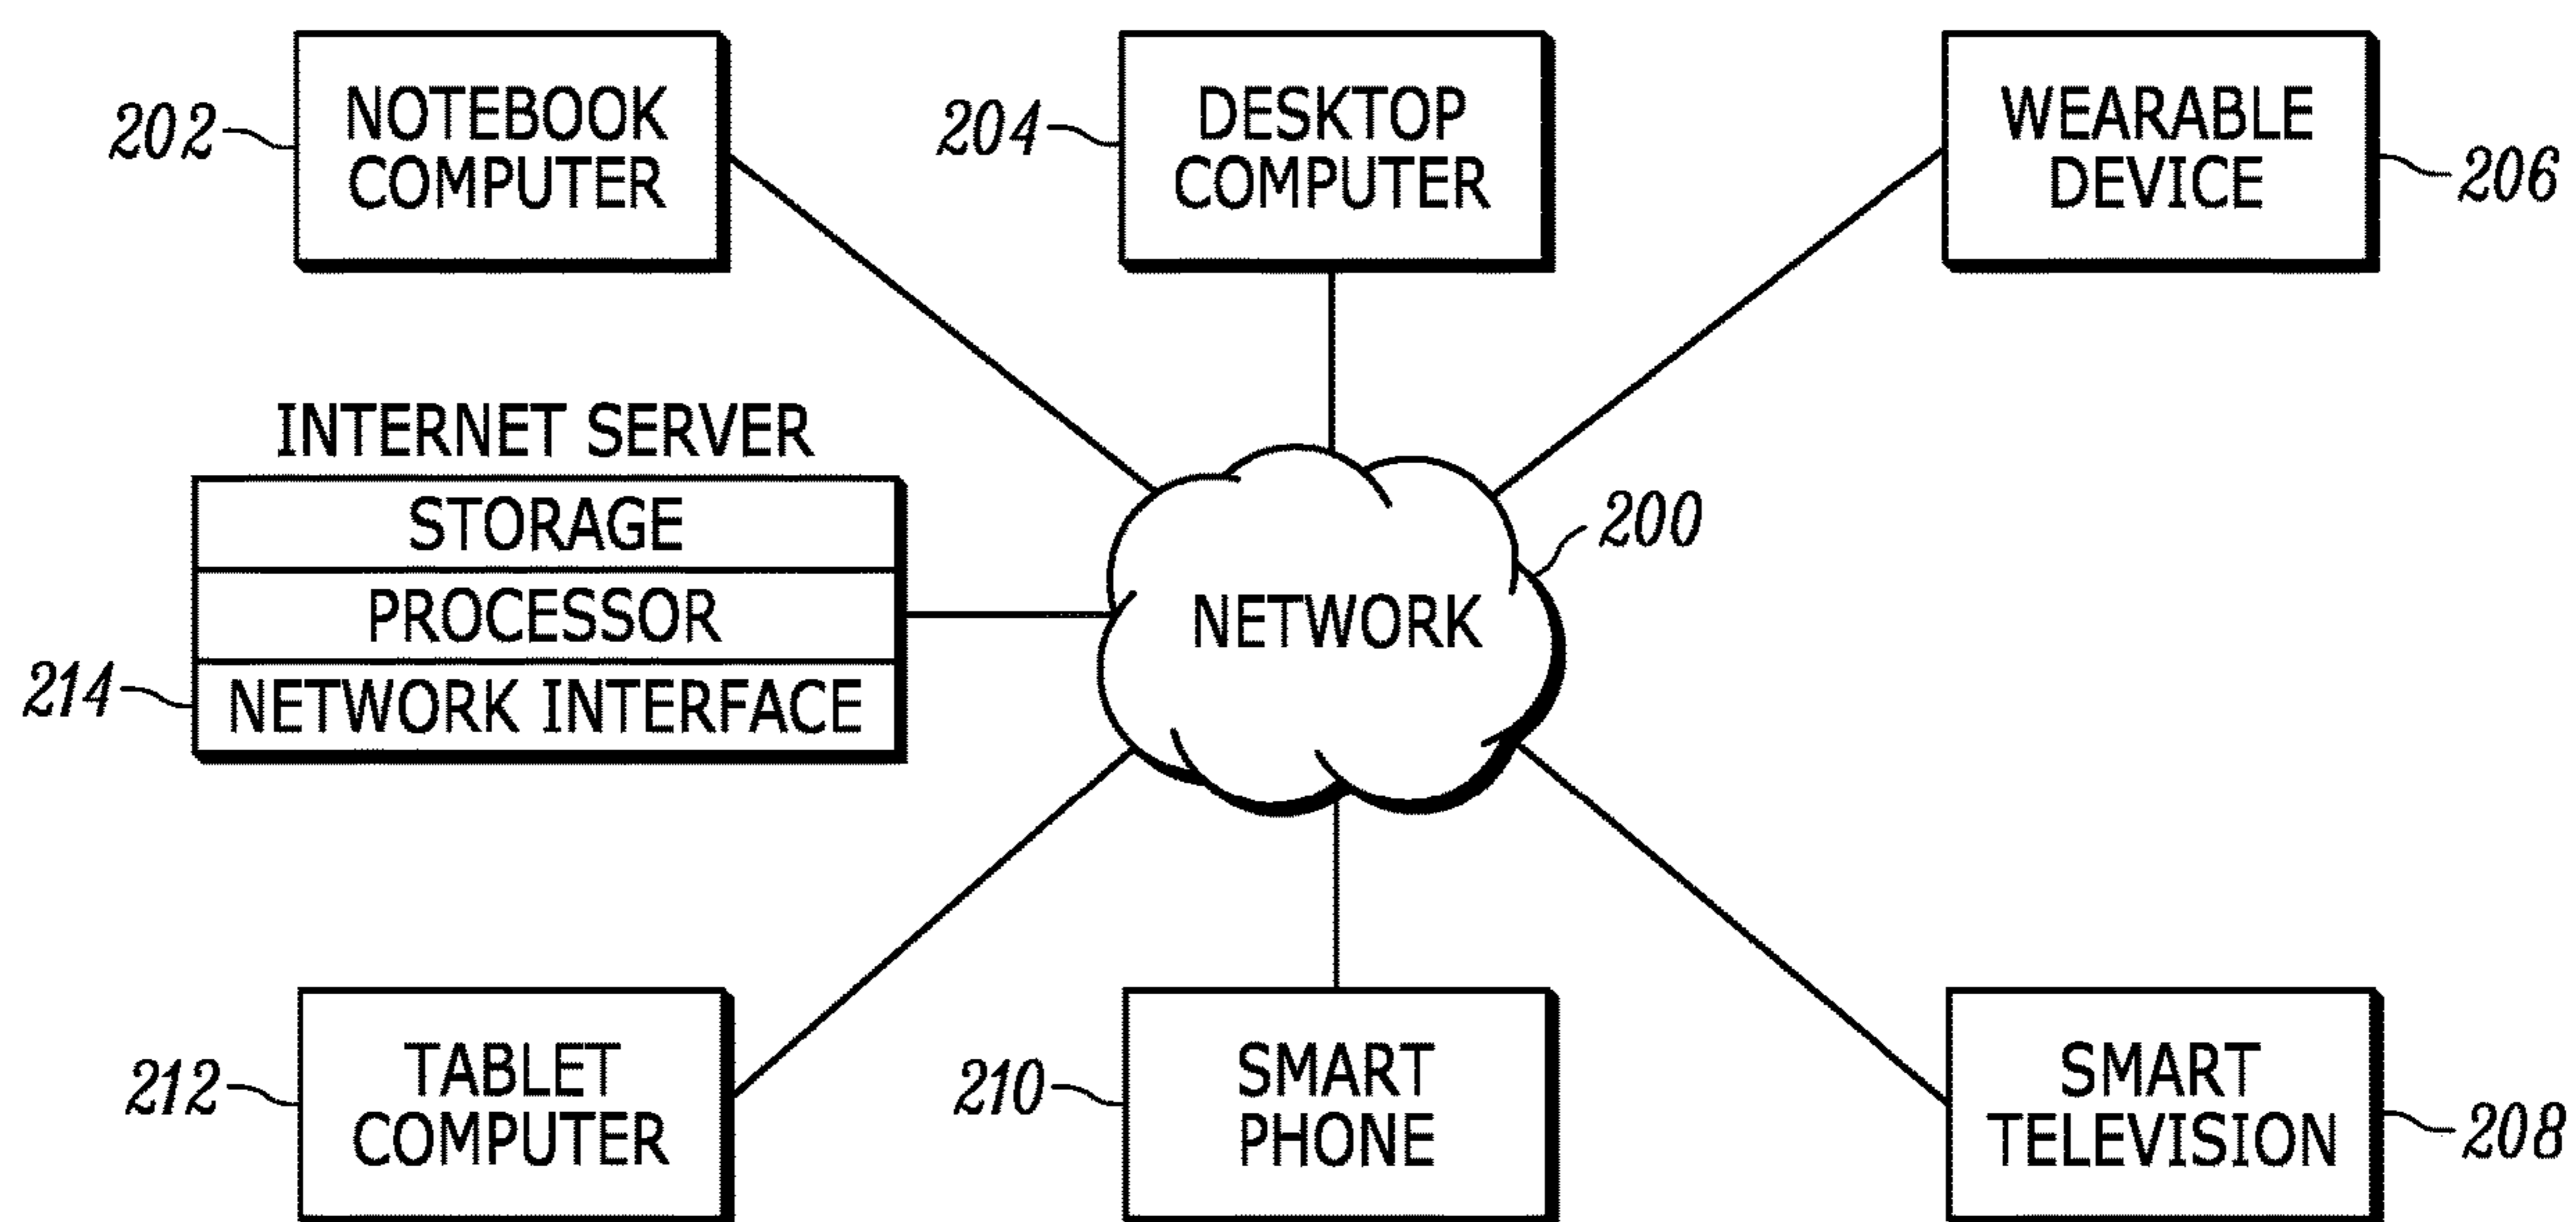 202
NOTEBOOK
COMPUTER
204
DESKTOP
COMPUTER
WEARABLE
DEVICE
206
INTERNET SERVER
STORAGE
PROCESSOR
214
NETWORK INTERFACE
NETWORK
200
212
TABLET
COMPUTER
210
SMART
PHONE
SMART
TELEVISION
208